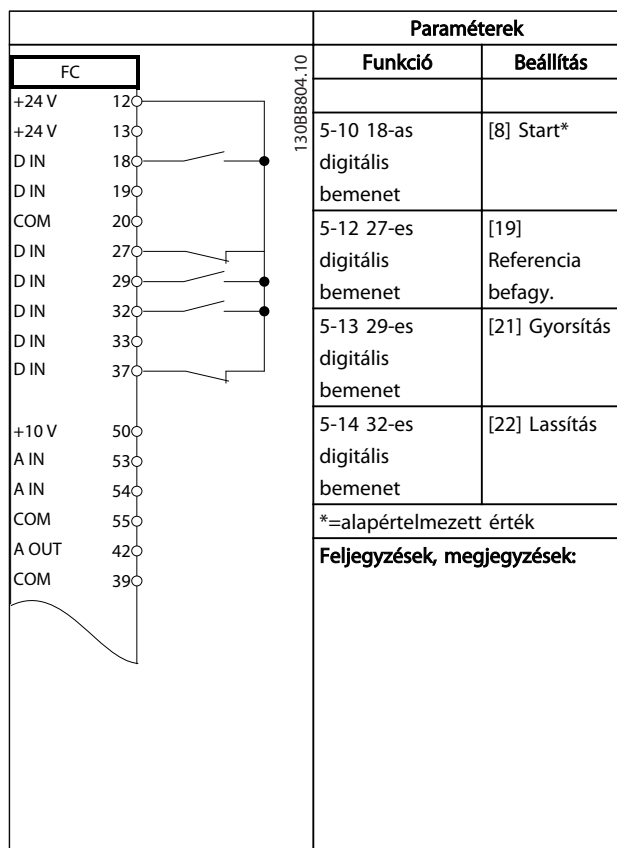 Paraméterek
Funkció Beállítás
FC
130BB804.10
+24 V 12
+24 V 13
D IN 18
D IN 19
COM 20
D IN 27
D IN 29
D IN 32
D IN 33
D IN 37
+10 V 50
A IN 53
A IN 54
COM 55
A OUT 42
COM 39
5-10 18-as [8] Start*
digitális
bemenet
5-12 27-es [19]
digitális Referencia
bemenet befagy.
5-13 29-es [21] Gyorsítás
digitális
bemenet
5-14 32-es [22] Lassítás
digitális
bemenet
*=alapértelmezett érték
Feljegyzések, megjegyzések: